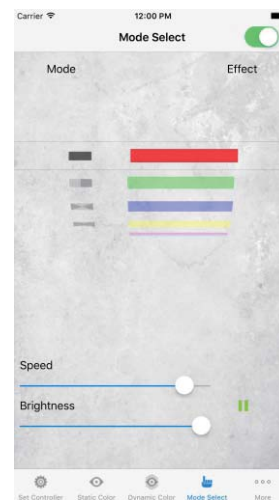 Carrier 12:00 PM
Mode Select
Mode Effect
Speed
Brightness
Set Controller Static Color Dynamic Color Mode Select More